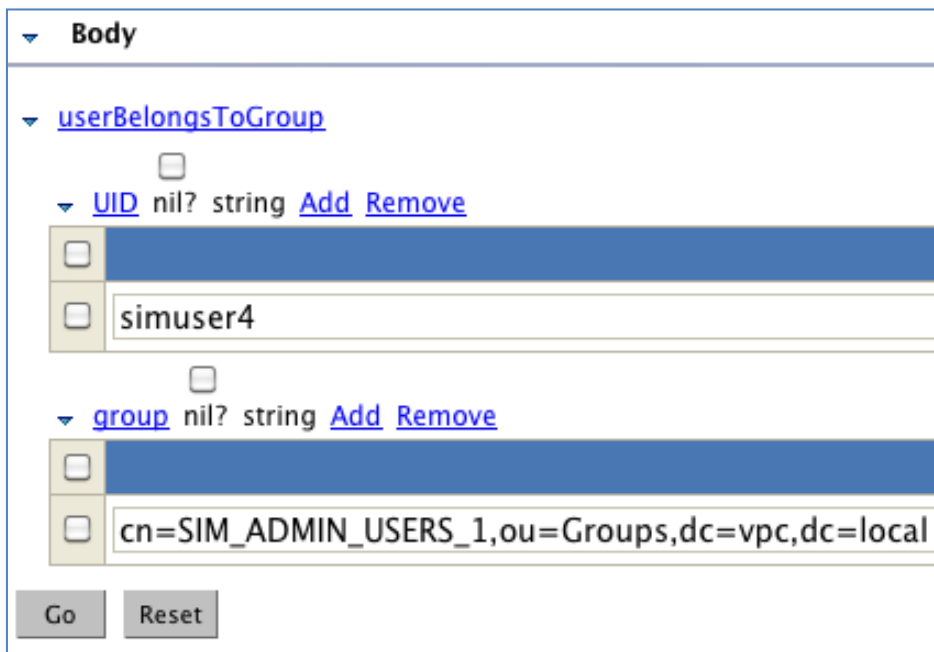 Body
userBelongsToGroup
UID nil? string Add Remove
simuser4
group nil? string Add Remove
cn=SIM_ADMIN_USERS_1,ou=Groups,dc=vpc,dc=local
Go Reset